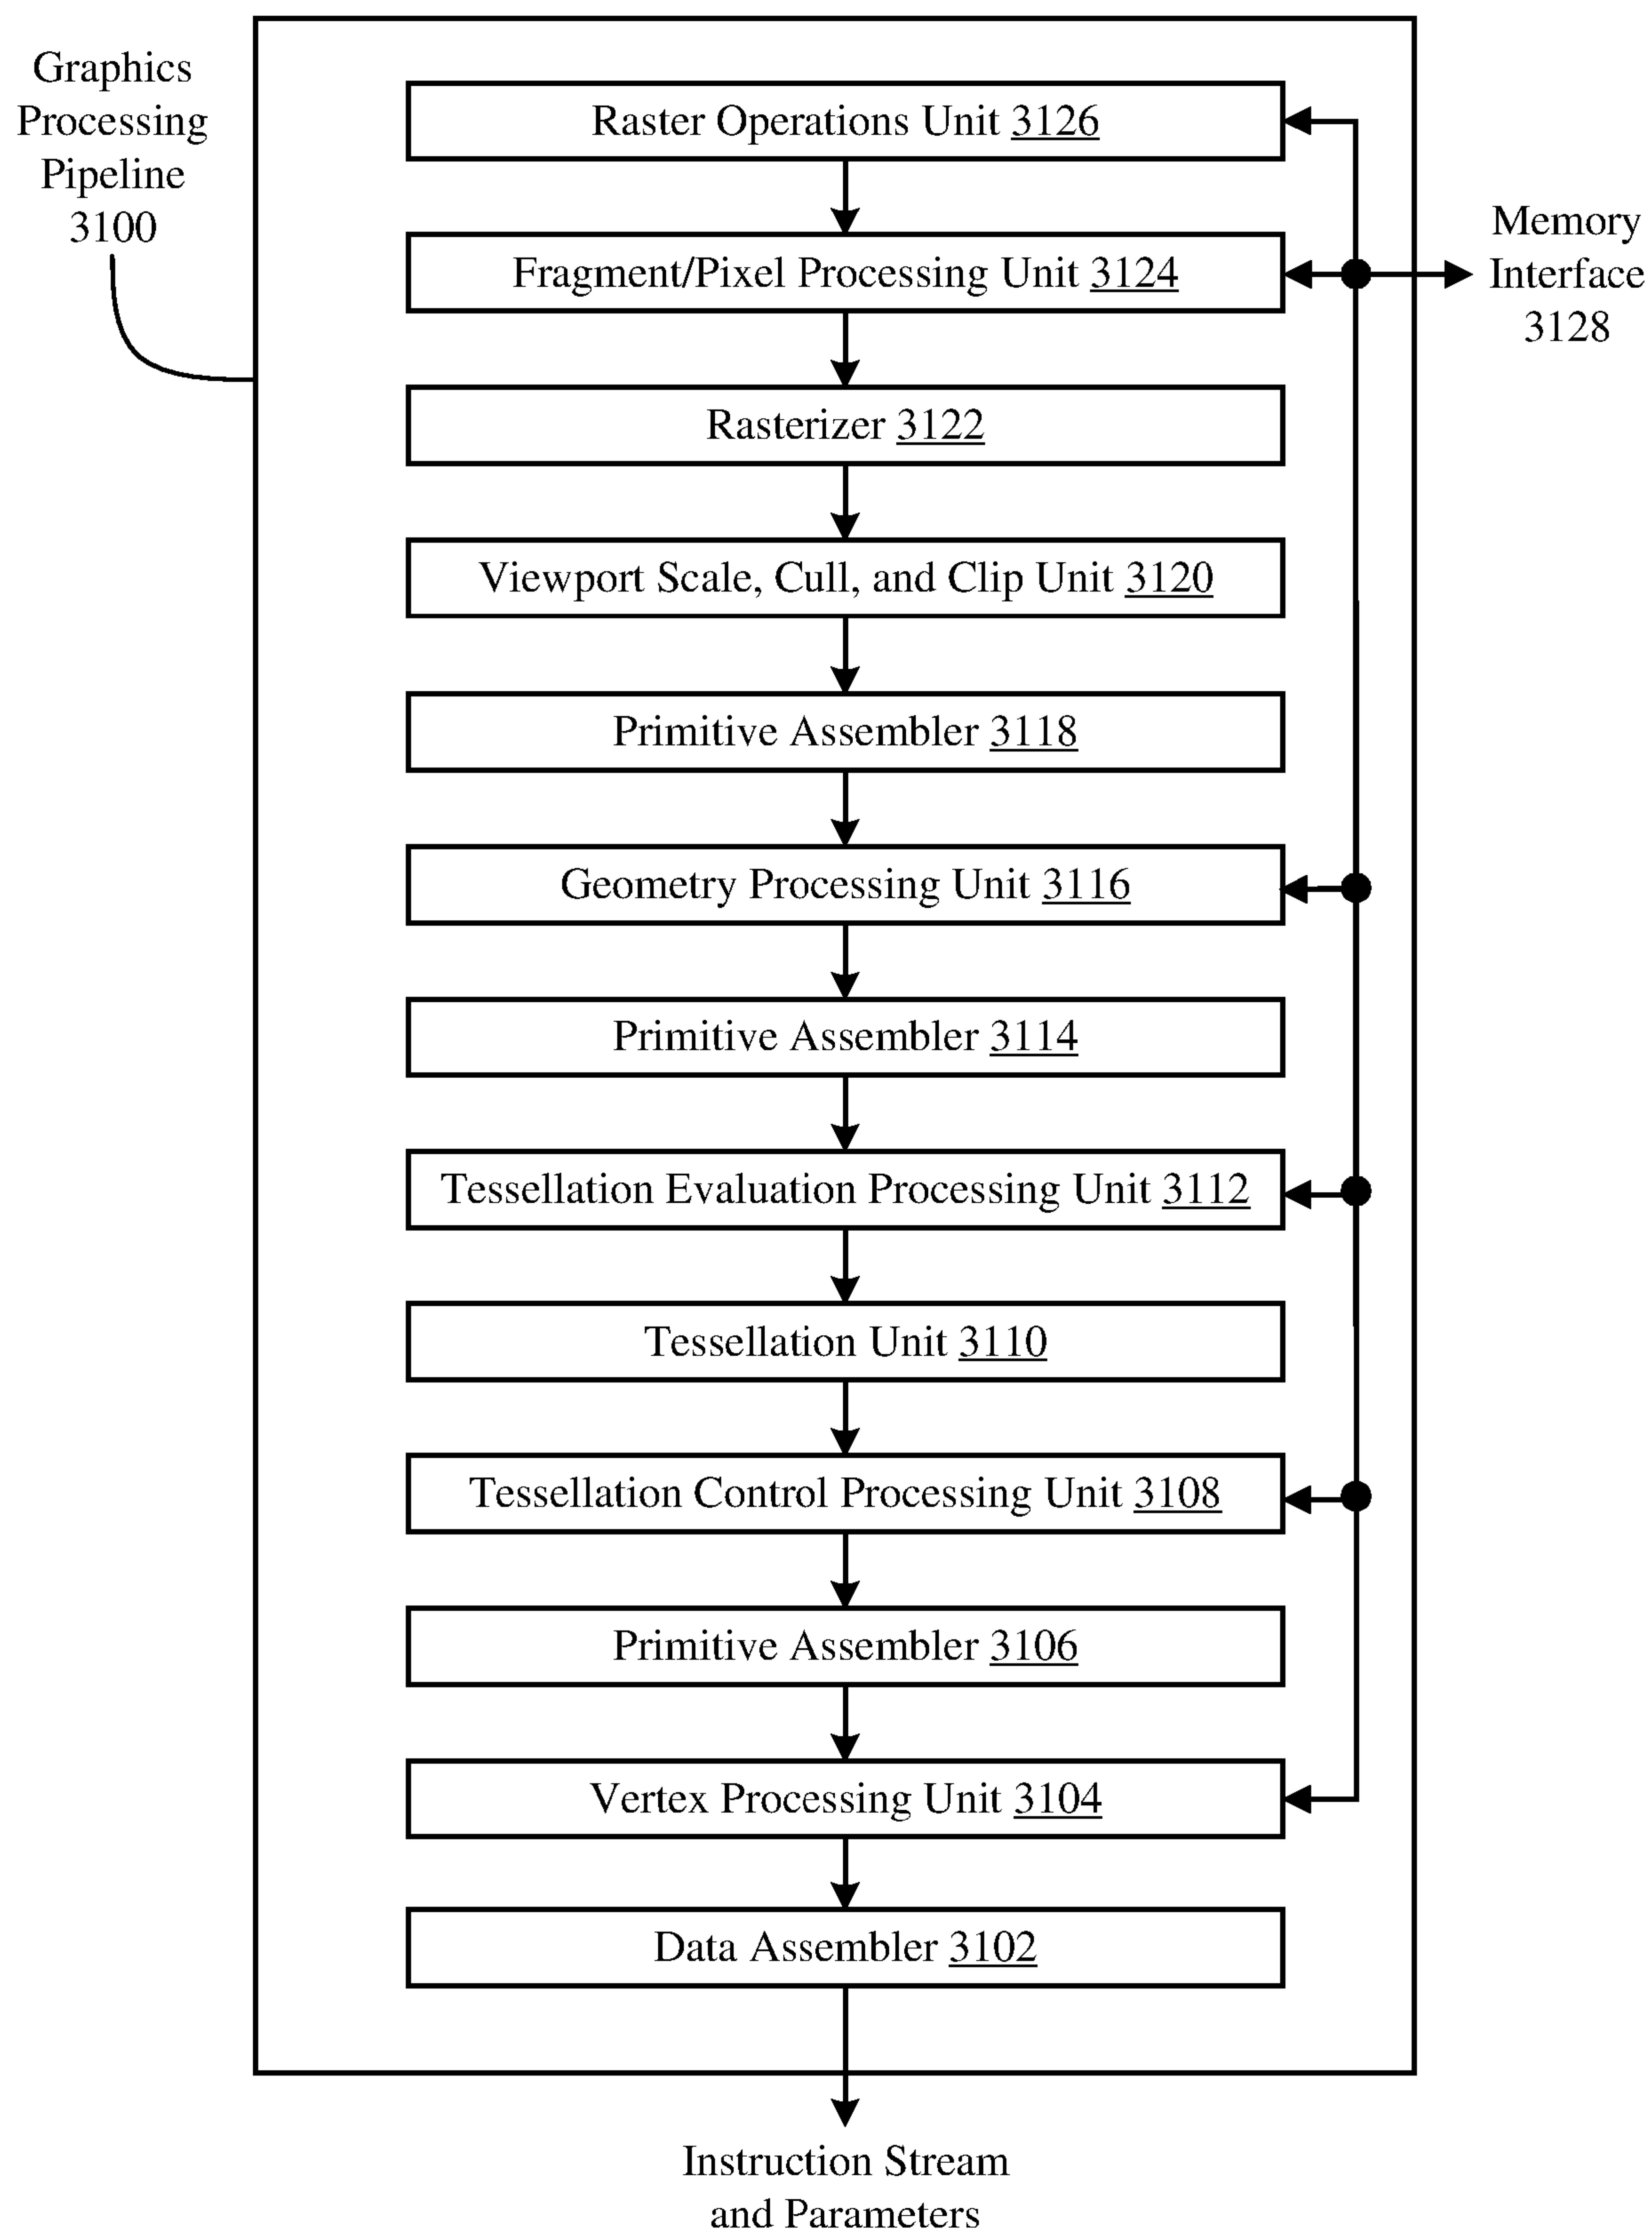 Graphics
Processing
Pipeline
3100
Raster Operations Unit 3126
Fragment/Pixel Processing Unit 3124
Memory
Interface
3128
Rasterizer 3122
Viewport Scale, Cull, and Clip Unit 3120
Primitive Assembler 3118
Geometry Processing Unit 3116
Primitive Assembler 3114
Tessellation Evaluation Processing Unit 3112
Tessellation Unit 3110
Tessellation Control Processing Unit 3108
Primitive Assembler 3106
Vertex Processing Unit 3104
Data Assembler 3102
Instruction Stream
and Parameters